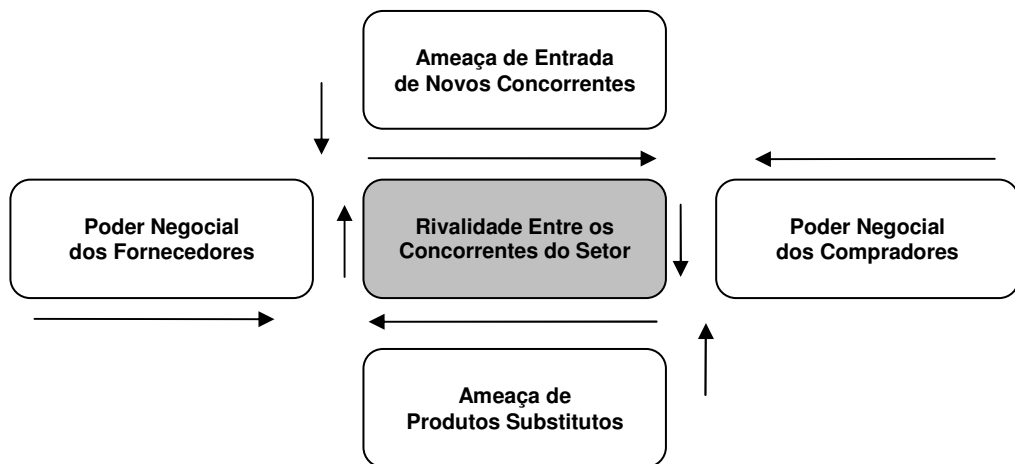 Ameaça de Entrada
de Novos Concorrentes
Poder Negocial
dos Fornecedores
Rivalidade Entre os
Concorrentes do Setor
Poder Negocial
dos Compradores
Ameaça de
Produtos Substitutos